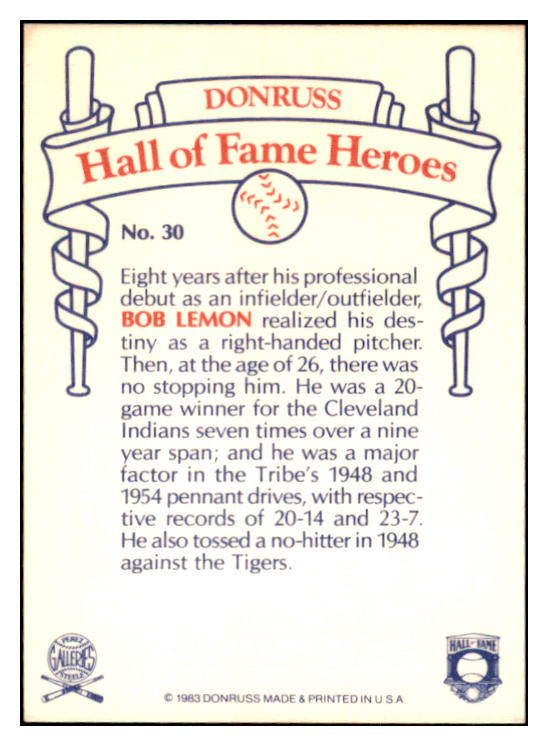 DONRUSS
Hall of Fame Heroes
No. 30
Eight years after his professional
debut as an infielder/outfielder,
BOB LEMON realized his des-
tiny as a right-handed pitcher.
Then, at the age of 26, there was
no stopping him. He was a 20-
game winner for the Cleveland
Indians seven times over a nine
year span; and he was a major
factor in the Tribe's 1948 and
1954 pennant drives, with respec-
tive records of 20-14 and 23-7.
He also tossed a no-hitter in 1948
against the Tigers.
PEREZ
GALLERIES
STEELE
HALL OF FAME
© 1983 DONRUSS MADE & PRINTED IN U.S.A.